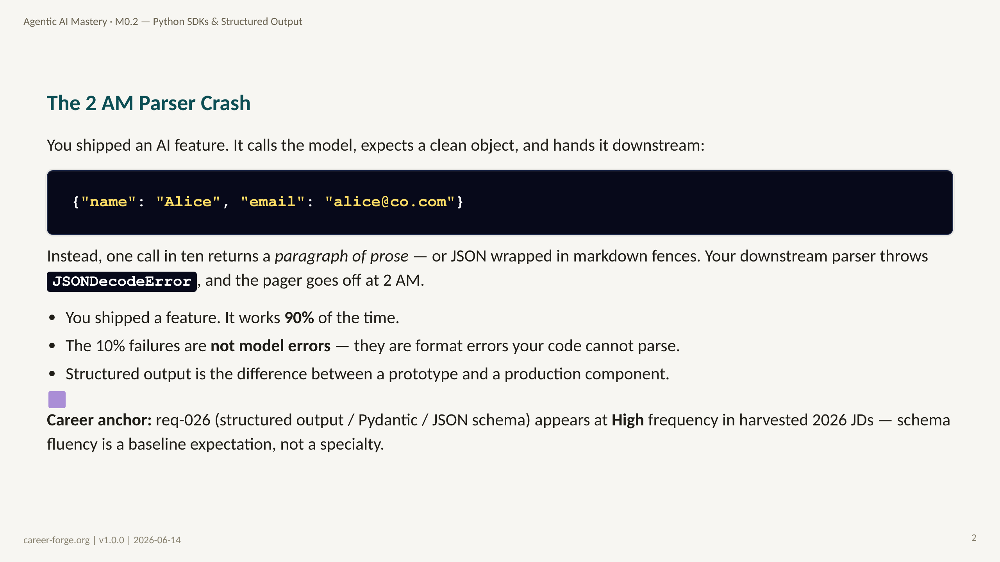 Agentic AI Mastery · M0.2 — Python SDKs & Structured Output
The 2 AM Parser Crash
You shipped an AI feature. It calls the model, expects a clean object, and hands it downstream:
{"name": "Alice", "email": "alice@co.com"}
Instead, one call in ten returns a paragraph of prose — or JSON wrapped in markdown fences. Your downstream parser throws
JSONDecodeError, and the pager goes off at 2 AM.
• You shipped a feature. It works 90% of the time.
• The 10% failures are not model errors — they are format errors your code cannot parse.
• Structured output is the difference between a prototype and a production component.
Career anchor: req-026 (structured output / Pydantic / JSON schema) appears at High frequency in harvested 2026 JDs — schema
fluency is a baseline expectation, not a specialty.
career-forge.org | v1.0.0 | 2026-06-14
2